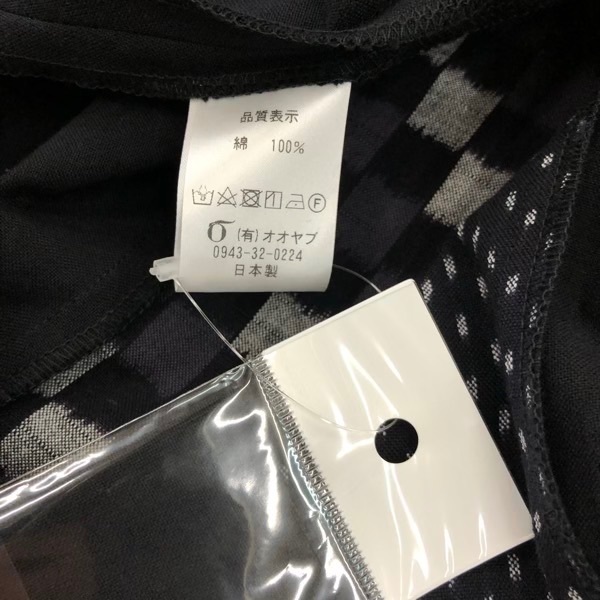 品質表示
綿 100%
F
(有)オオヤブ
0943-32-0224
日本製